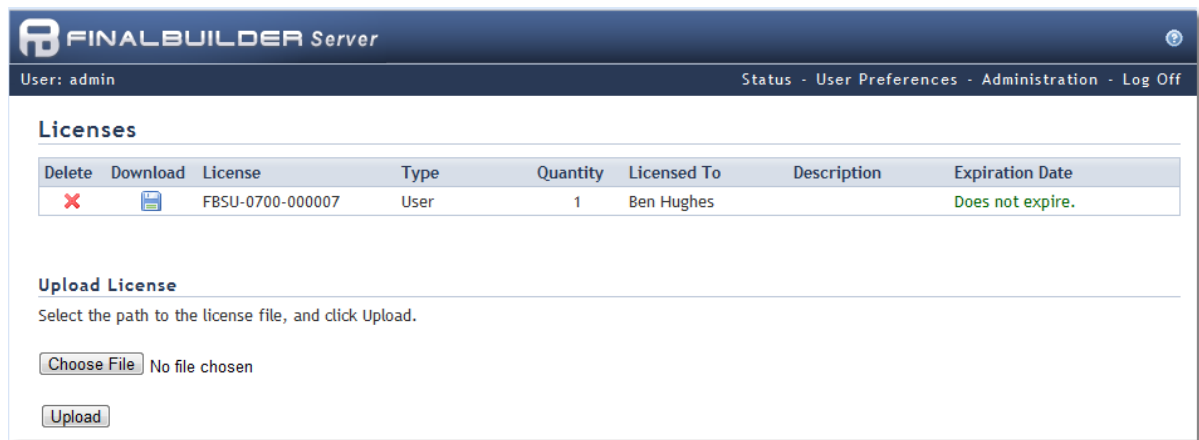 FINALBUILDER Server
User: admin Status - User Preferences - Administration - Log Off
Licenses
Delete Download License Type Quantity Licensed To Description Expiration Date
FBSU-0700-000007 User 1 Ben Hughes Does not expire.
Upload License
Select the path to the license file, and click Upload.
Choose File No file chosen
Upload